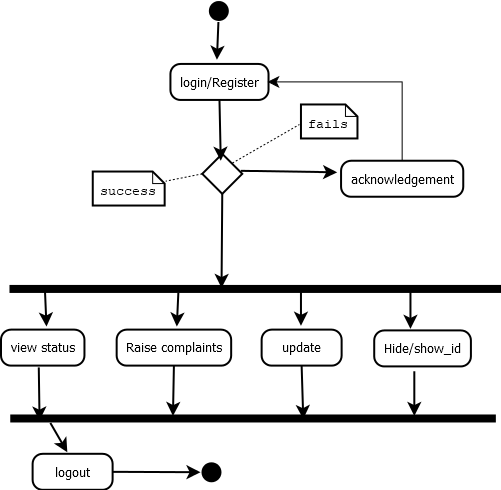 login/Register
fails
success
acknowledgement
view status
Raise complaints
update
Hide/show_id
logout